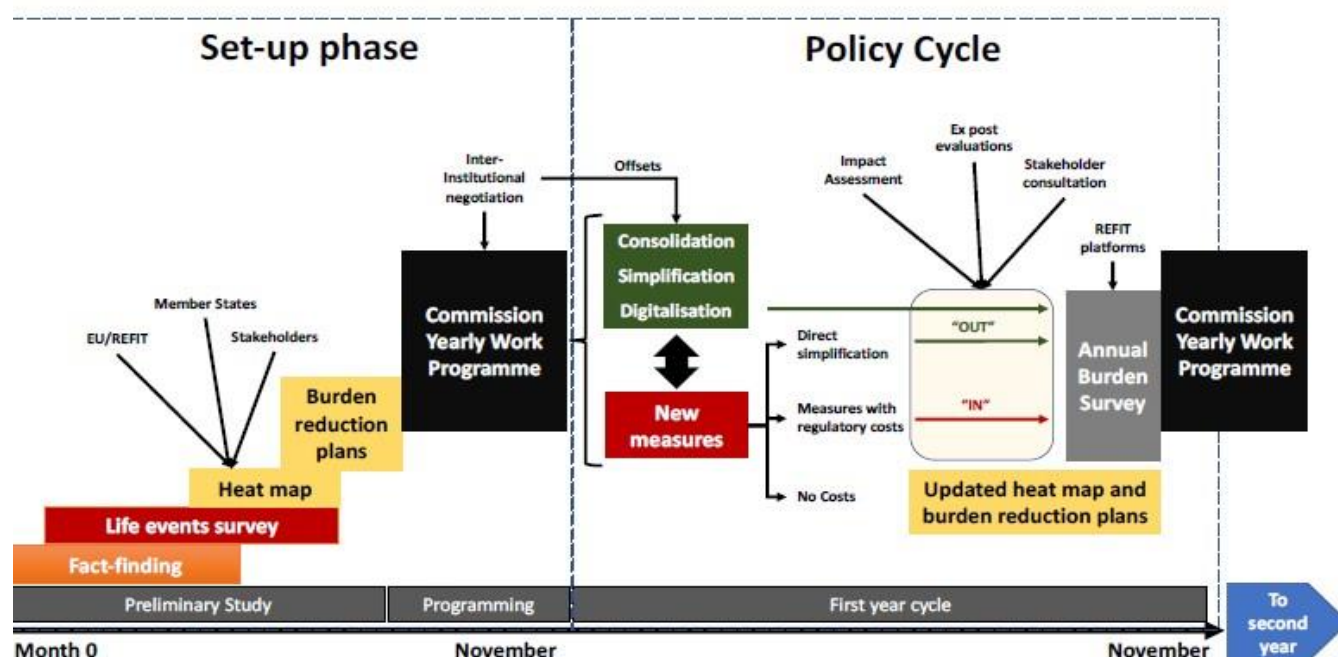 Set-up phase
Policy Cycle
Inter-
Institutional
negotiation
Offsets
Impact
Assessment
Ex post
evaluations
Stakeholder
consultation
REFIT
platforms
Consolidation
Simplification
Digitalisation
Commission
Yearly Work
Programme
Member States
EU/REFIT
Stakeholders
Burden
reduction
plans
Heat map
Life events survey
Fact-finding
New
measures
Direct
simplification
Measures with
regulatory costs
No Costs
"OUT"
"IN"
Annual
Burden
Survey
Commission
Yearly Work
Programme
Updated heat map and
burden reduction plans
Preliminary Study
Programming
First year cycle
To
second
year
Month 0
November
November